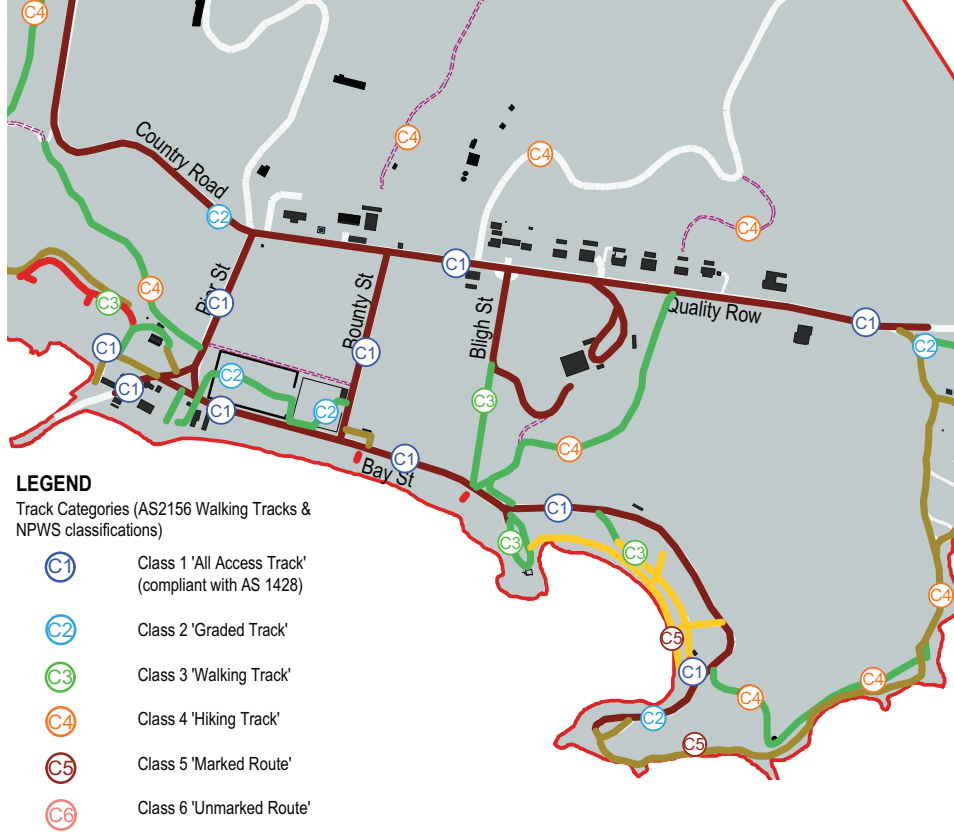 C4
C4
C4
Country Road
C2
C4
C1
Pier St
C4
C3
C1
Bounty St
C1
Bligh St
Quality Row
C1
C2
C1
C1
C2
C1
C2
C3
C4
C1
Bay St
LEGEND
Track Categories (AS2156 Walking Tracks &
NPWS classifications)
C1
C3
C3
C1 Class 1 'All Access Track'
(compliant with AS 1428)
C4
C2 Class 2 'Graded Track'
C5
C3 Class 3 'Walking Track'
C1
C4
C4
C4 Class 4 'Hiking Track'
C2
C5
C5 Class 5 'Marked Route'
C6 Class 6 'Unmarked Route'